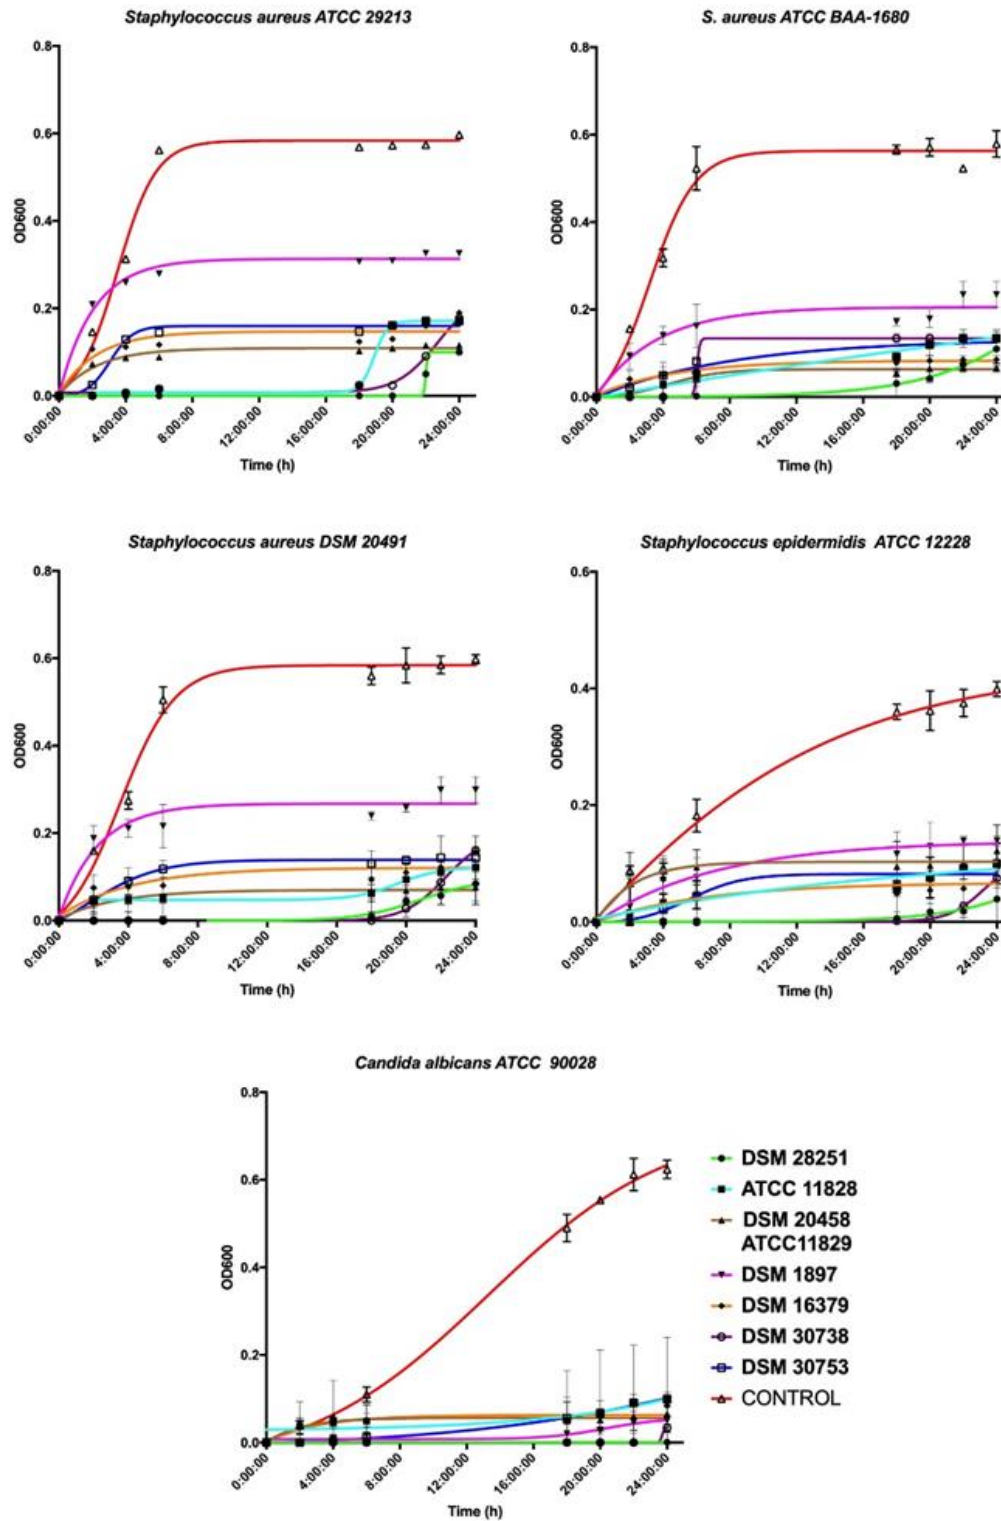 Staphylococcus aureus ATCC 29213
0.8
0.6
0.4
0.2
0.0
OD600
0:00:00
4:00:00
8:00:00
12:00:00
16:00:00
20:00:00
24:00:00
Time (h)
S. aureus ATCC BAA-1680
0.8
0.6
0.4
0.2
0.0
OD600
0:00:00
4:00:00
8:00:00
12:00:00
16:00:00
20:00:00
24:00:00
Time (h)
Staphylococcus aureus DSM 20491
0.8
0.6
0.4
0.2
0.0
OD600
0:00:00
4:00:00
8:00:00
12:00:00
16:00:00
20:00:00
24:00:00
Time (h)
Staphylococcus epidermidis ATCC 12228
0.6
0.4
0.2
0.0
OD600
0:00:00
4:00:00
8:00:00
12:00:00
16:00:00
20:00:00
24:00:00
Time (h)
Candida albicans ATCC 90028
0.8
0.6
0.4
0.2
0.0
OD600
0:00:00
4:00:00
8:00:00
12:00:00
16:00:00
20:00:00
24:00:00
Time (h)
DSM 28251
ATCC 11828
DSM 20458
ATCC11829
DSM 1897
DSM 16379
DSM 30738
DSM 30753
CONTROL